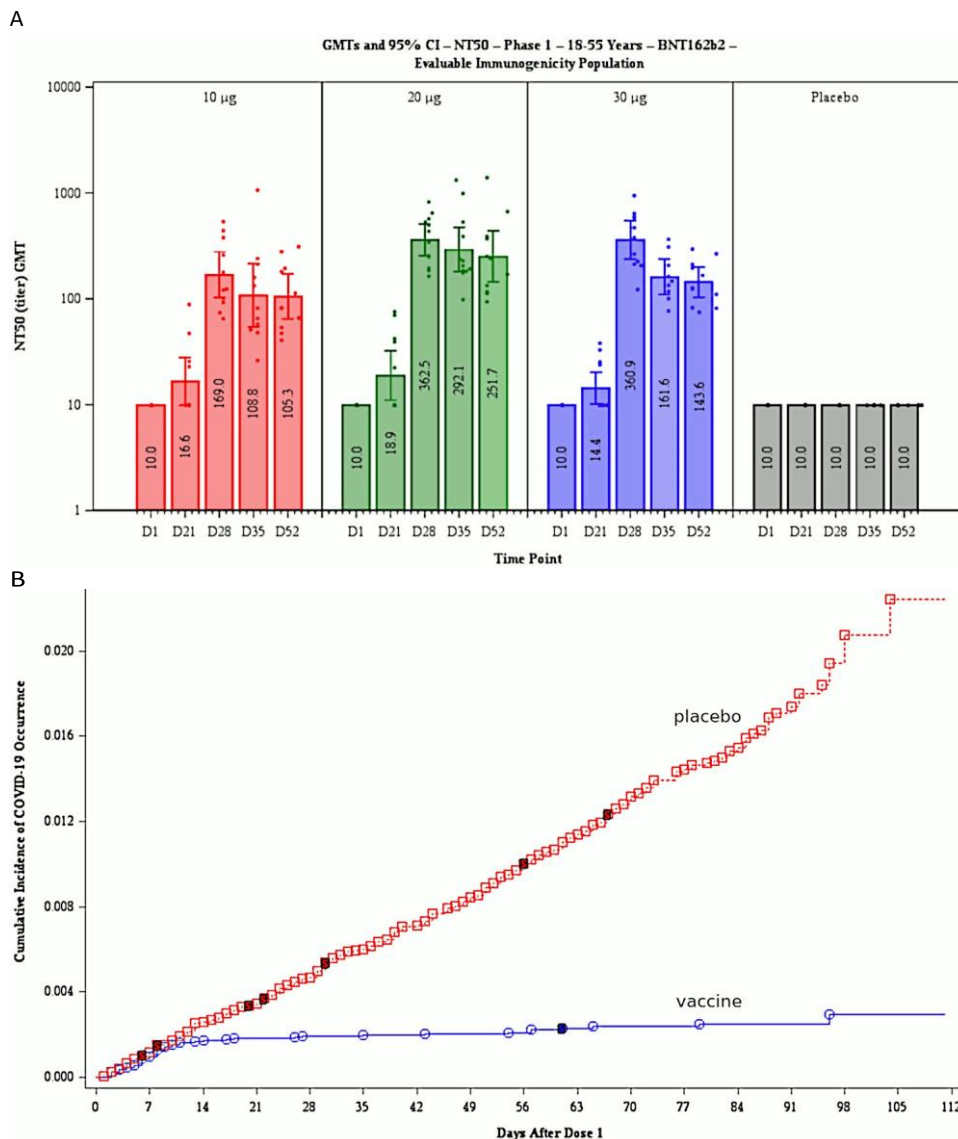 A
GMTs and 95% CI – NT50 – Phase 1 – 18-55 Years – BNT162b2 –
Evaluable Immunogenicity Population
10 µg 20 µg 30 µg Placebo
NT50 (titer) GMT
10000
1000
100
10
1
10.0 16.6 169.0 108.8 105.3
10.0 18.9 362.5 292.1 251.7
10.0 14.4 360.9 161.6 143.6
10.0 10.0 10.0 10.0 10.0
D1 D21 D28 D35 D52 D1 D21 D28 D35 D52 D1 D21 D28 D35 D52 D1 D21 D28 D35 D52
Time Point
B
Cumulative Incidence of COVID-19 Occurrence
0.020
0.016
0.012
0.008
0.004
0.000
placebo
vaccine
0 7 14 21 28 35 42 49 56 63 70 77 84 91 98 105 112
Days After Dose 1